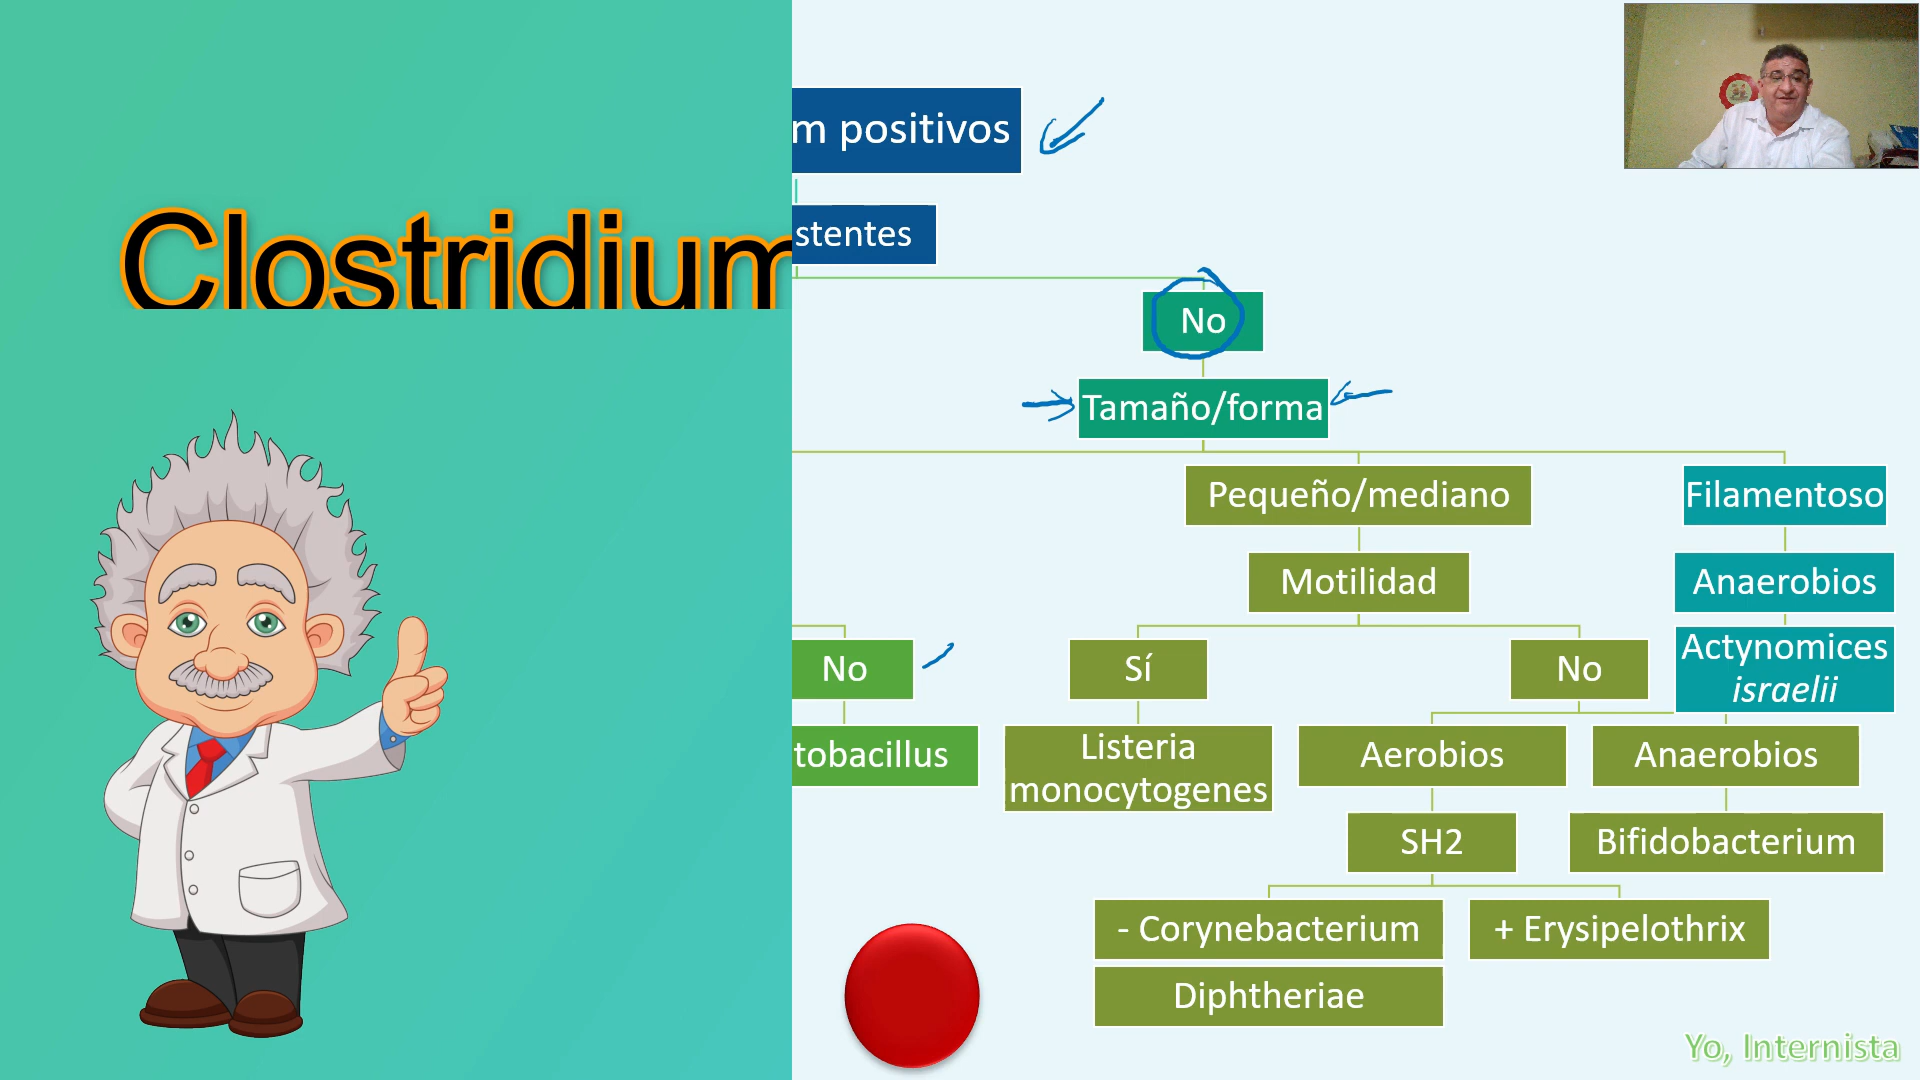 Clostridium
m positivos
stentes
No
Tamaño/forma
Pequeño/mediano
Filamentoso
Motilidad
Anaerobios
No
Sí
No
Actynomices
israelii
tobacillus
Listeria
monocytogenes
Aerobios
Anaerobios
SH2
Bifidobacterium
- Corynebacterium
+ Erysipelothrix
Diphtheriae
Yo, Internista